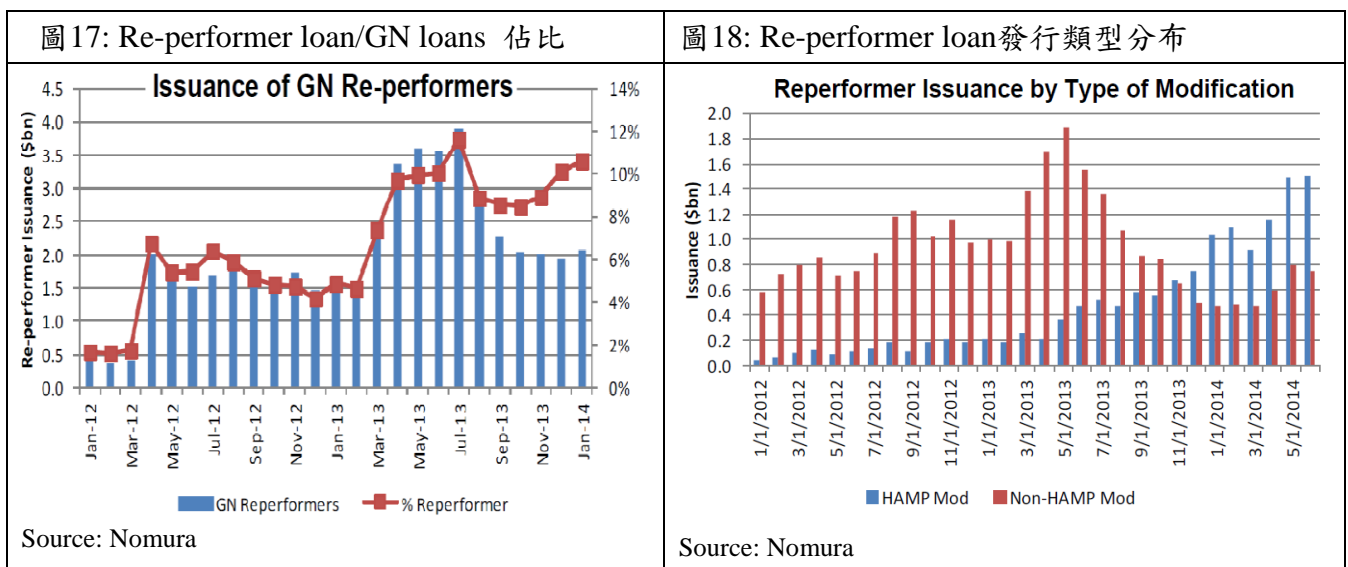 圖17: Re-performer loan/GN loans 佔比
Issuance of GN Re-performers
Re-performer Issuance ($bn)
4.5
4.0
3.5
3.0
2.5
2.0
1.5
1.0
0.5
0.0
14%
12%
10%
8%
6%
4%
2%
0%
Jan-12
Mar-12
May-12
Jul-12
Sep-12
Nov-12
Jan-13
Mar-13
May-13
Jul-13
Sep-13
Nov-13
Jan-14
GN Reperformers
% Reperformer
Source: Nomura
圖18: Re-performer loan發行類型分布
Reperformer Issuance by Type of Modification
Issuance ($bn)
2.0
1.8
1.6
1.4
1.2
1.0
0.8
0.6
0.4
0.2
0.0
1/1/2012
3/1/2012
5/1/2012
7/1/2012
9/1/2012
11/1/2012
1/1/2013
3/1/2013
5/1/2013
7/1/2013
9/1/2013
11/1/2013
1/1/2014
3/1/2014
5/1/2014
HAMP Mod
Non-HAMP Mod
Source: Nomura